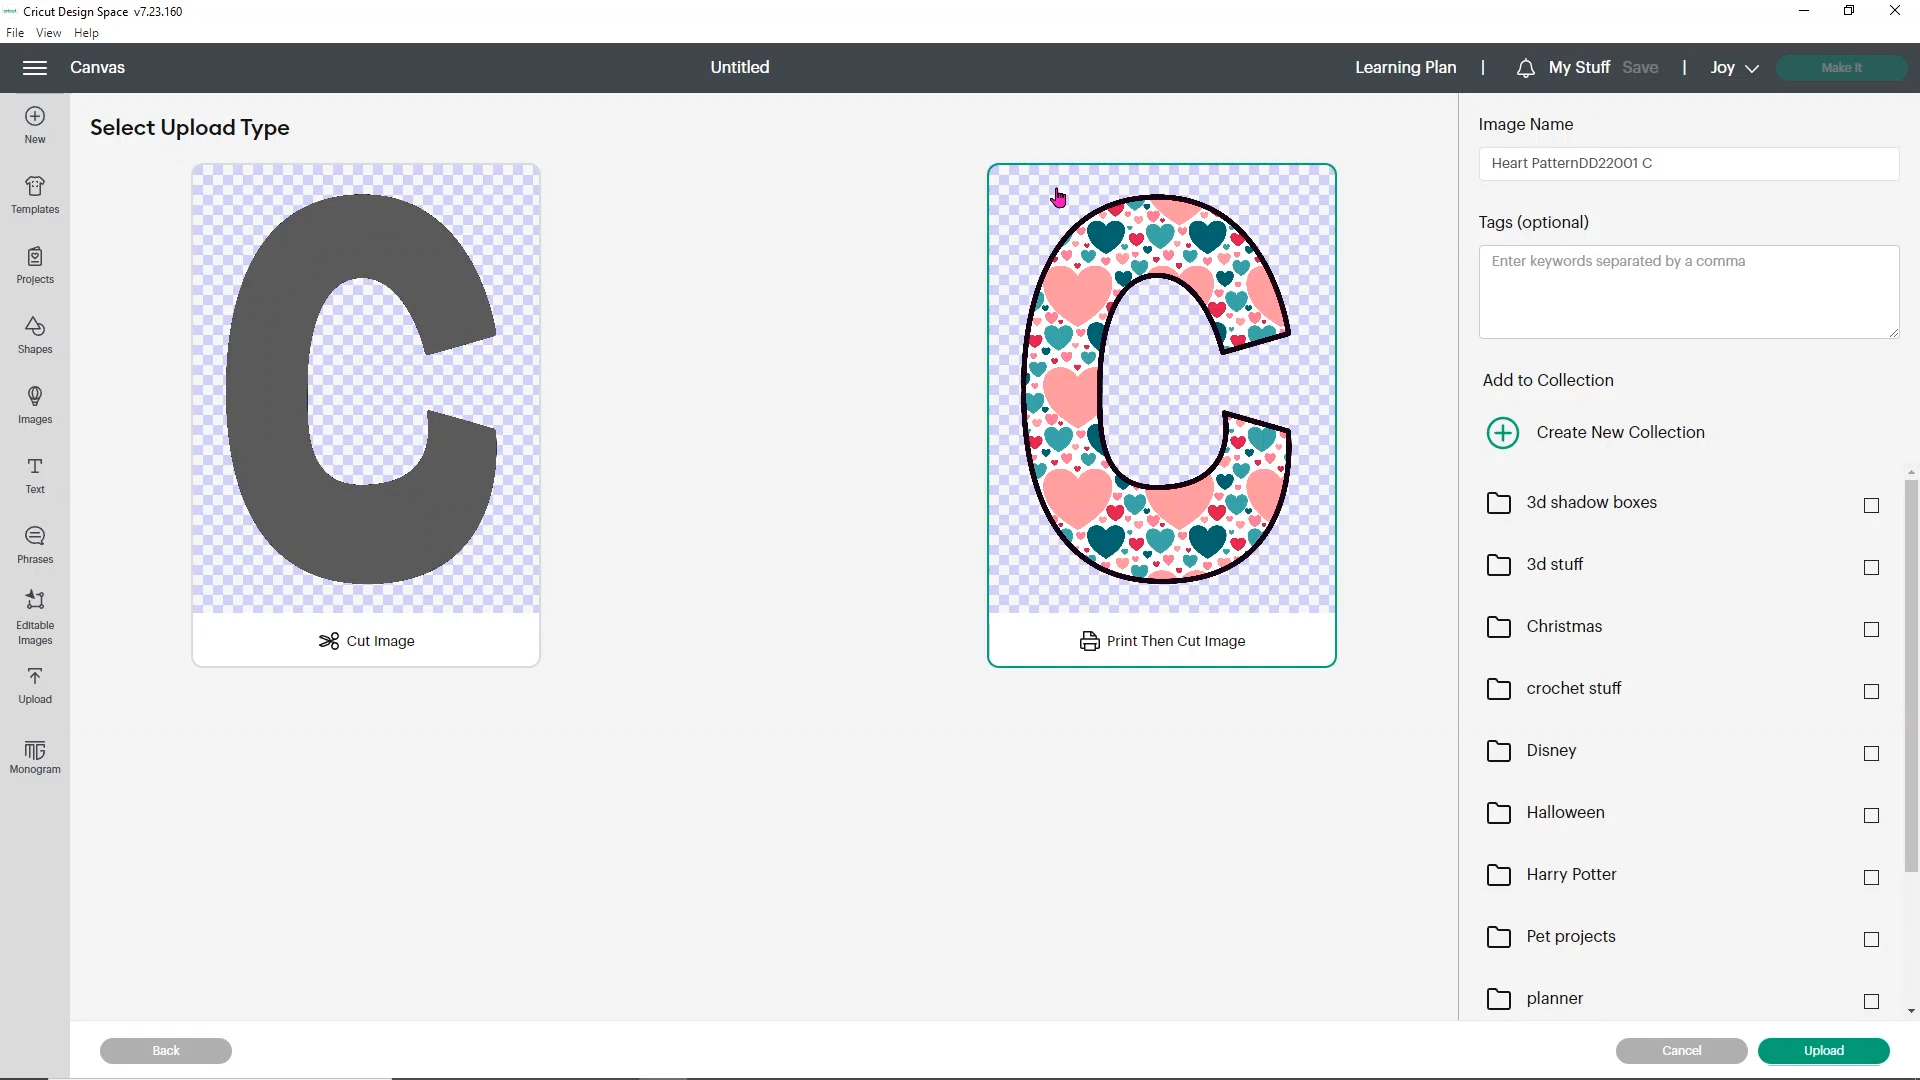 cricut Cricut Design Space v7.23.160
File View Help
Canvas Untitled Learning Plan | My Stuff Save | Joy Make It
New
Templates
Projects
Shapes
Images
Text
Phrases
Editable
Images
Upload
Monogram
Select Upload Type
Cut Image
Print Then Cut Image
Image Name
Heart PatternDD22001 C
Tags (optional)
Enter keywords separated by a comma
Add to Collection
Create New Collection
3d shadow boxes
3d stuff
Christmas
crochet stuff
Disney
Halloween
Harry Potter
Pet projects
planner
Back Cancel Upload